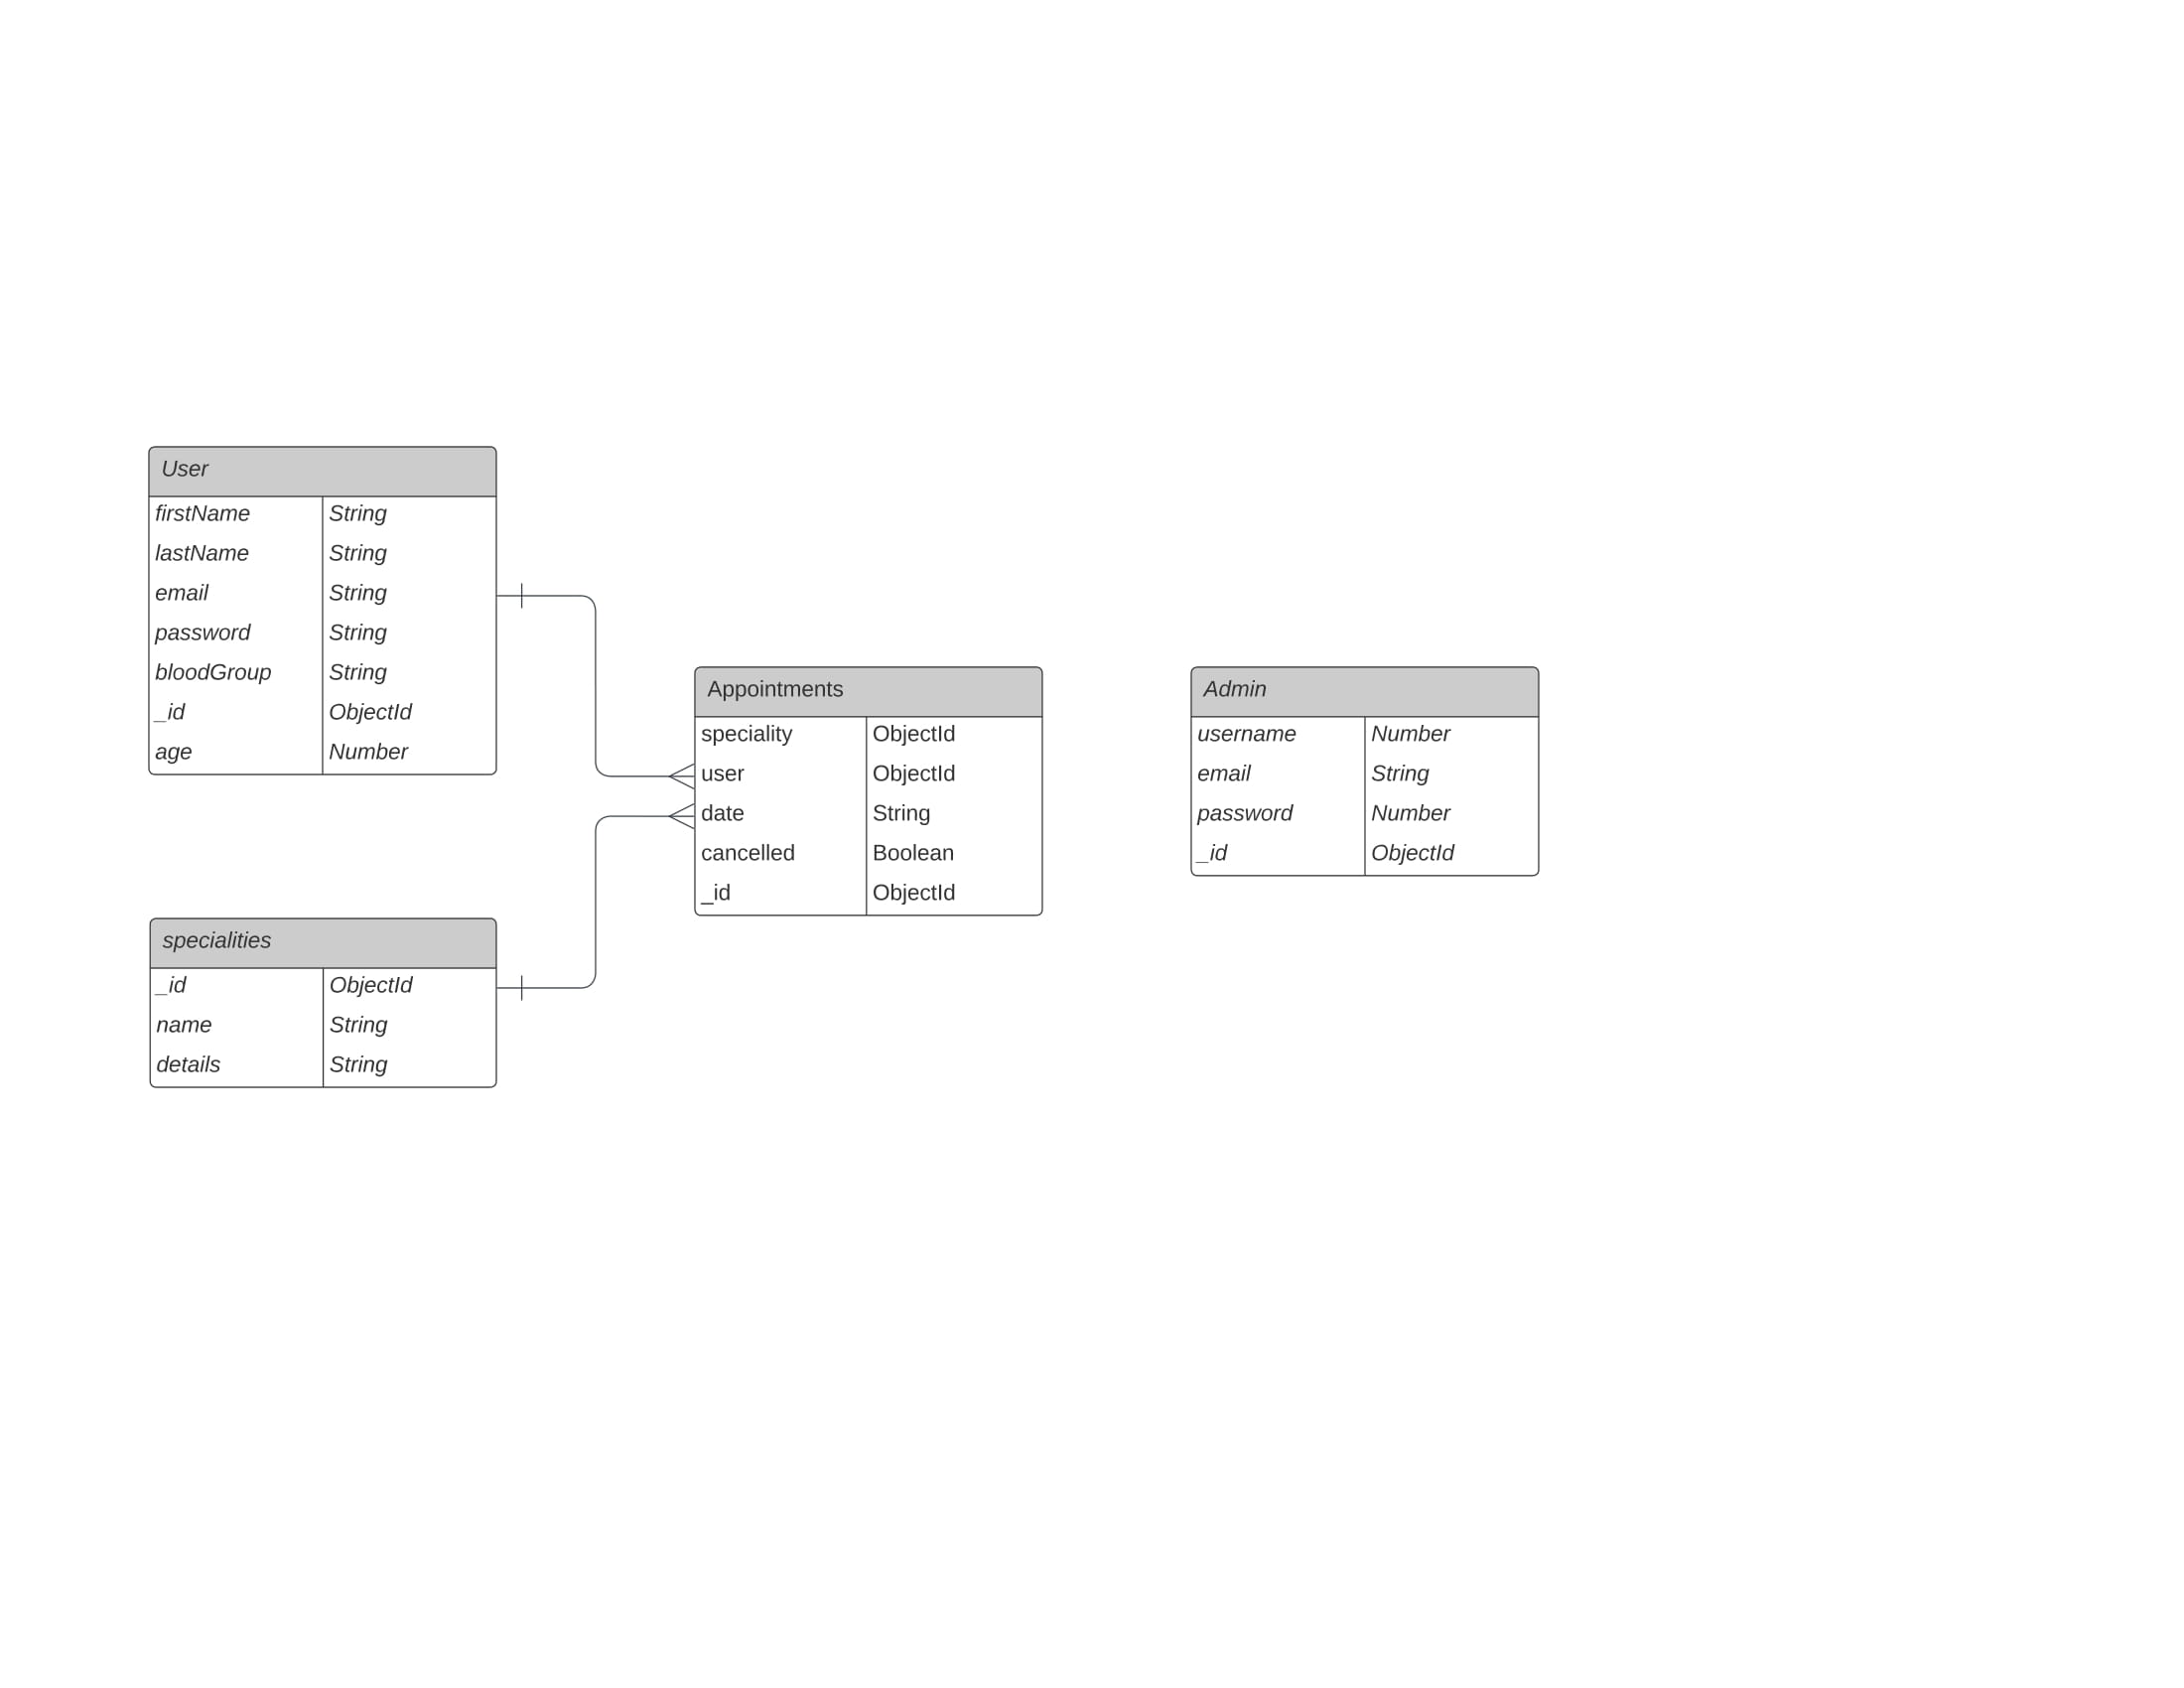 User
firstName String
lastName String
email String
password String
bloodGroup String
_id ObjectId
age Number
specialities
_id ObjectId
name String
details String
Appointments
speciality ObjectId
user ObjectId
date String
cancelled Boolean
_id ObjectId
Admin
username Number
email String
password Number
_id ObjectId